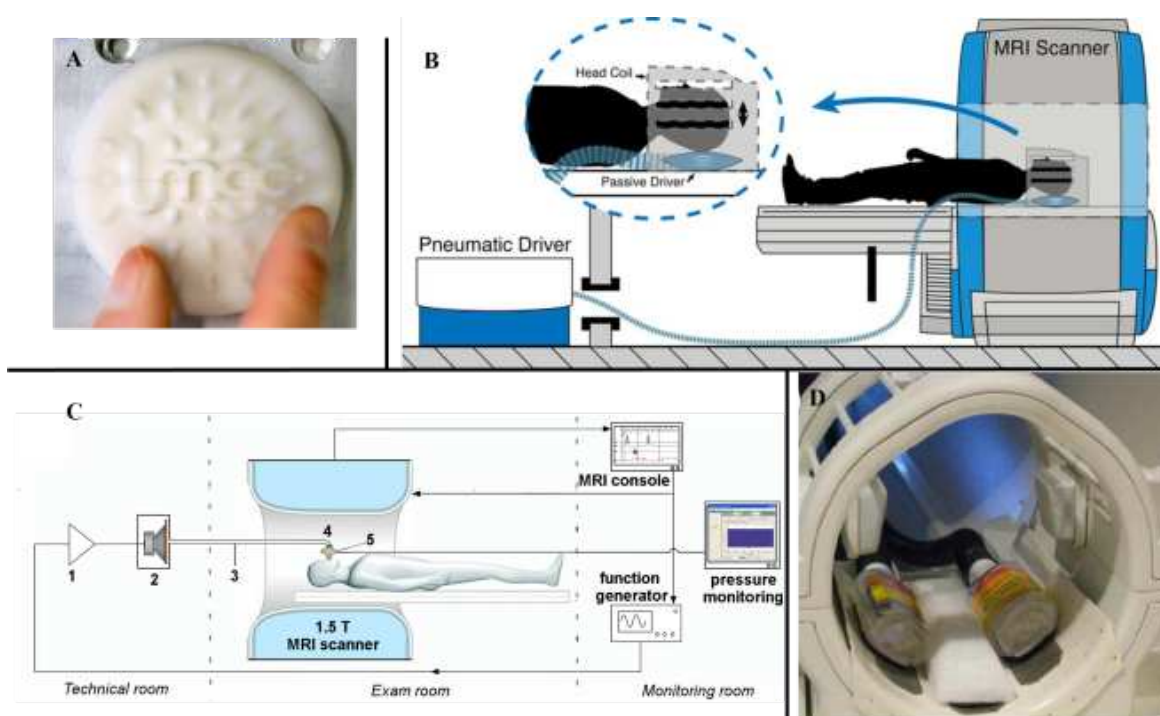 A
umec
B
Head Coil
Passive Driver
MRI Scanner
Pneumatic Driver
C
MRI console
1
2
3
4
5
function
generator
pressure
monitoring
1.5 T
MRI scanner
Technical room
Exam room
Monitoring room
D